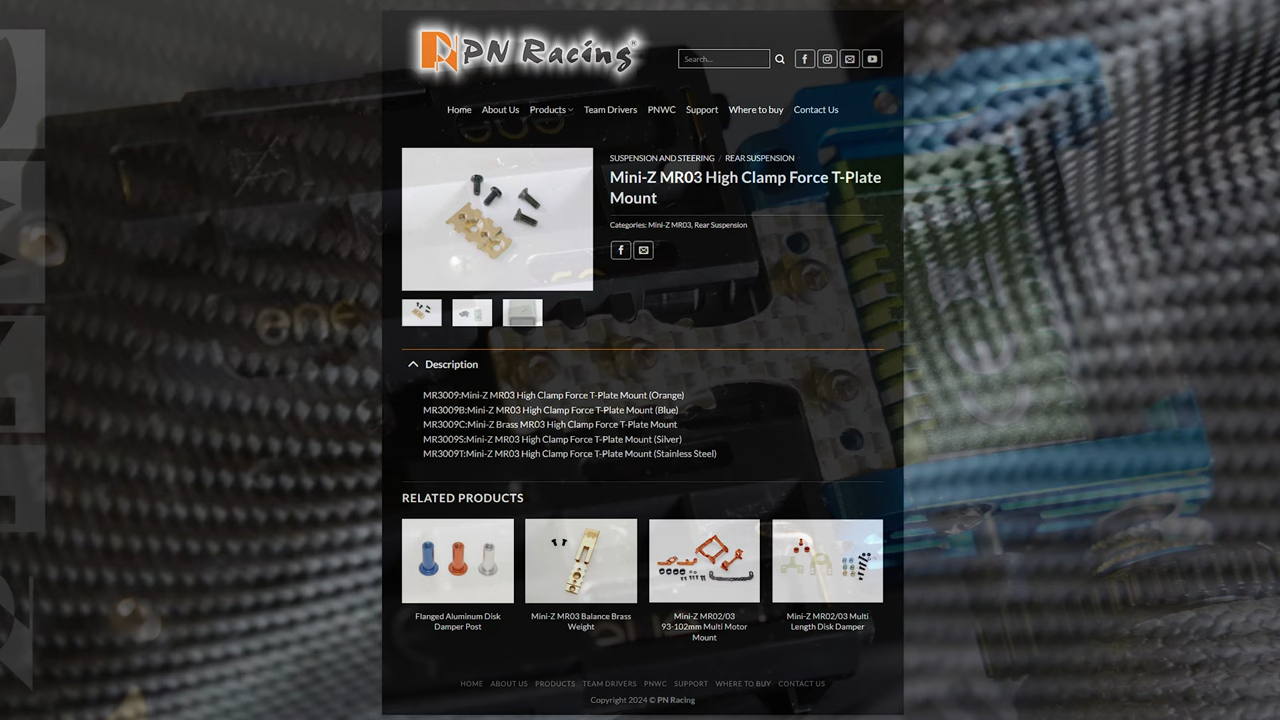 PN Racing®
Search...
Home About Us Products Team Drivers PNWC Support Where to buy Contact Us
SUSPENSION AND STEERING / REAR SUSPENSION
Mini-Z MR03 High Clamp Force T-Plate
Mount
Categories: Mini-Z MR03, Rear Suspension
Description
MR3009:Mini-Z MR03 High Clamp Force T-Plate Mount (Orange)
MR3009B:Mini-Z MR03 High Clamp Force T-Plate Mount (Blue)
MR3009C:Mini-Z Brass MR03 High Clamp Force T-Plate Mount
MR3009S:Mini-Z MR03 High Clamp Force T-Plate Mount (Silver)
MR3009T:Mini-Z MR03 High Clamp Force T-Plate Mount (Stainless Steel)
RELATED PRODUCTS
Flanged Aluminum Disk
Damper Post
Mini-Z MR03 Balance Brass
Weight
Mini-Z MR02/03
93-102mm Multi Motor
Mount
Mini-Z MR02/03 Multi
Length Disk Damper
HOME ABOUT US PRODUCTS TEAM DRIVERS PNWC SUPPORT WHERE TO BUY CONTACT US
Copyright 2024 © PN Racing